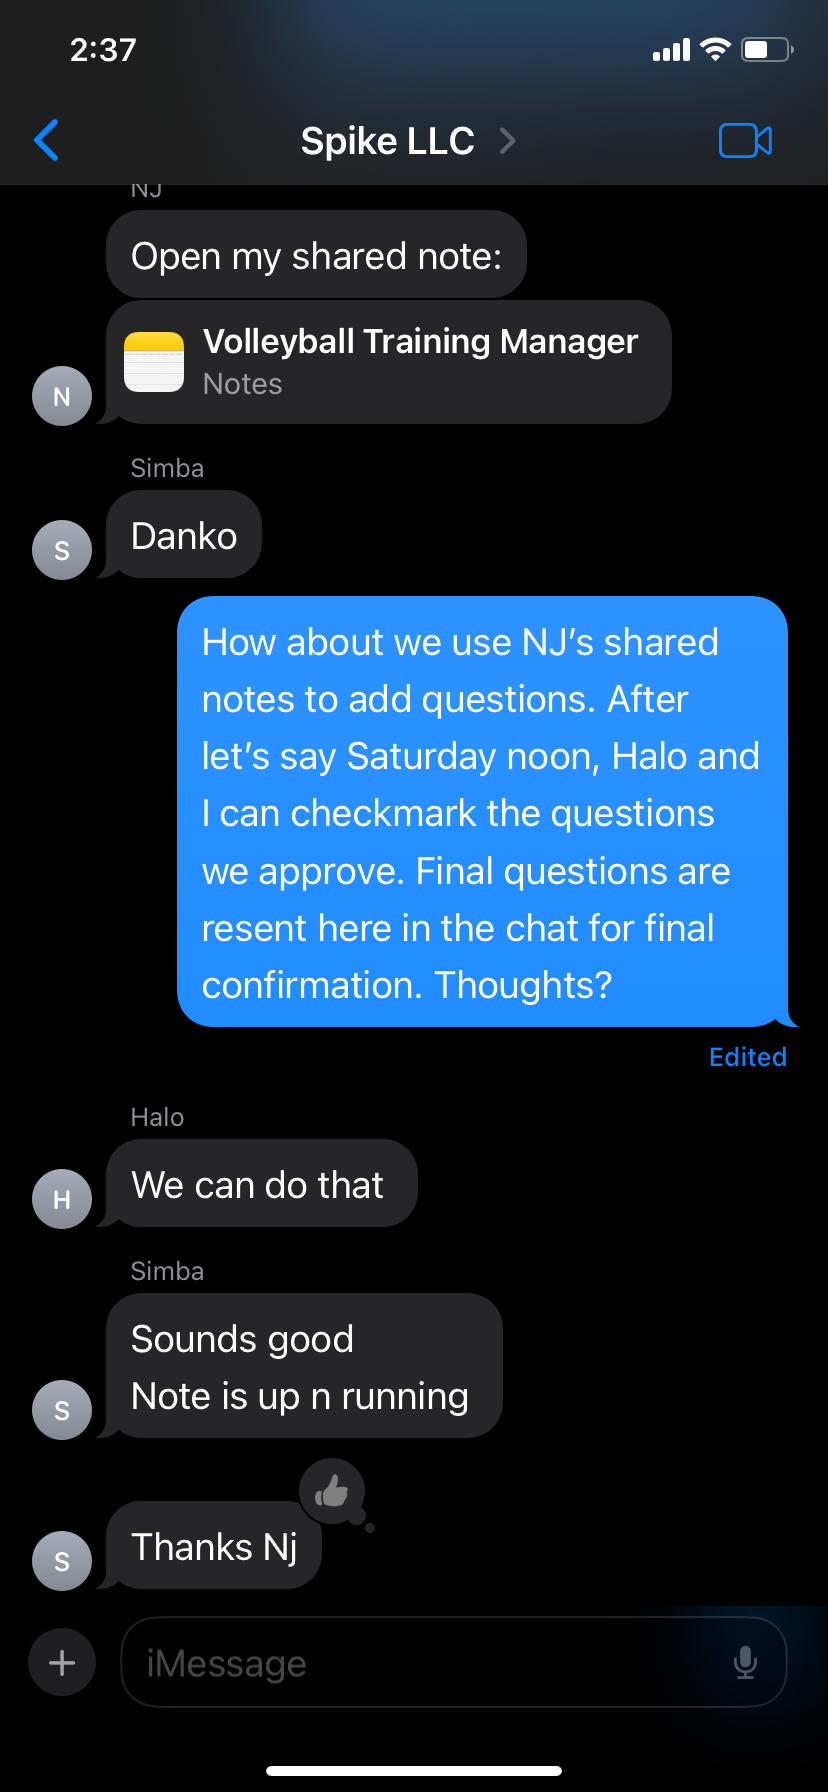 2:37
Spike LLC
NJ
Open my shared note:
Volleyball Training Manager
Notes
N
Simba
Danko
S
How about we use NJ’s shared
notes to add questions. After
let’s say Saturday noon, Halo and
I can checkmark the questions
we approve. Final questions are
resent here in the chat for final
confirmation. Thoughts?
Edited
Halo
We can do that
H
Simba
Sounds good
Note is up n running
S
Thanks Nj
S
iMessage